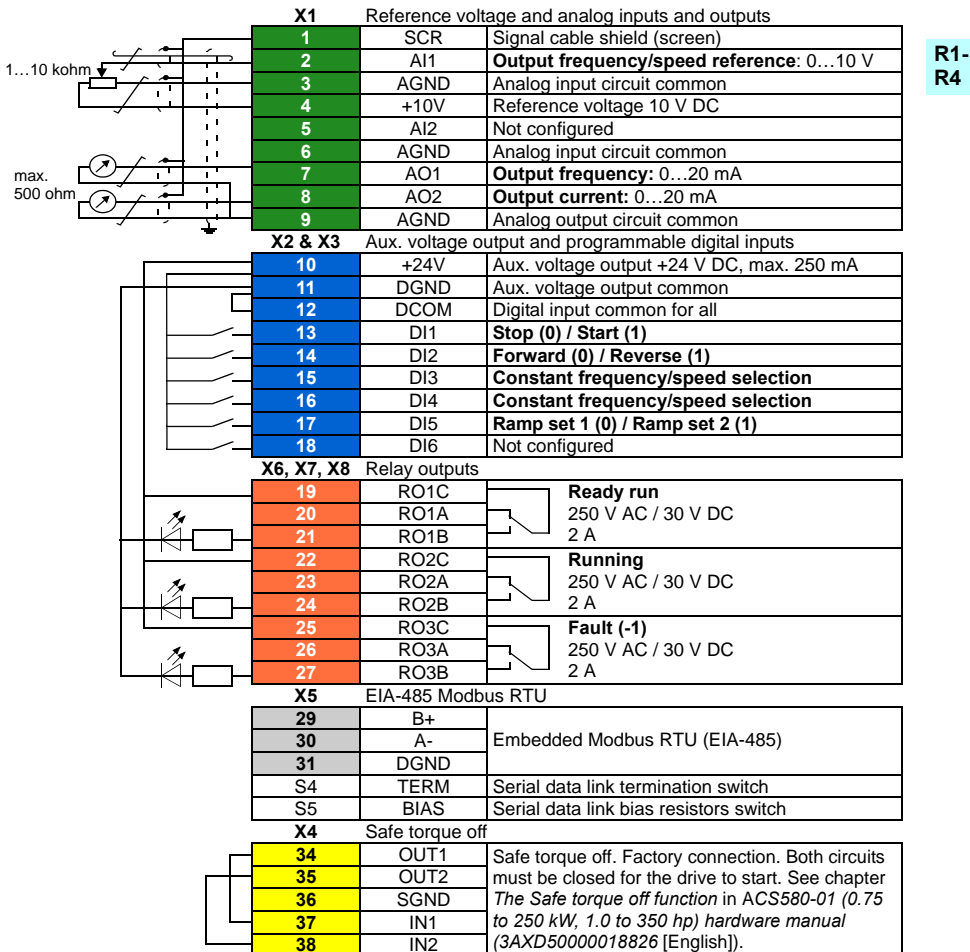 X1 Reference voltage and analog inputs and outputs
1 SCR Signal cable shield (screen)
2 AI1 Output frequency/speed reference: 0…10 V
3 AGND Analog input circuit common
4 +10V Reference voltage 10 V DC
5 AI2 Not configured
6 AGND Analog input circuit common
7 AO1 Output frequency: 0…20 mA
8 AO2 Output current: 0…20 mA
9 AGND Analog output circuit common
1…10 kohm
max.
500 ohm
R1-
R4
X2 & X3 Aux. voltage output and programmable digital inputs
10 +24V Aux. voltage output +24 V DC, max. 250 mA
11 DGND Aux. voltage output common
12 DCOM Digital input common for all
13 DI1 Stop (0) / Start (1)
14 DI2 Forward (0) / Reverse (1)
15 DI3 Constant frequency/speed selection
16 DI4 Constant frequency/speed selection
17 DI5 Ramp set 1 (0) / Ramp set 2 (1)
18 DI6 Not configured
X6, X7, X8 Relay outputs
19 RO1C Ready run
20 RO1A 250 V AC / 30 V DC
21 RO1B 2 A
22 RO2C Running
23 RO2A 250 V AC / 30 V DC
24 RO2B 2 A
25 RO3C Fault (-1)
26 RO3A 250 V AC / 30 V DC
27 RO3B 2 A
X5 EIA-485 Modbus RTU
29 B+
30 A- Embedded Modbus RTU (EIA-485)
31 DGND
S4 TERM Serial data link termination switch
S5 BIAS Serial data link bias resistors switch
X4 Safe torque off
34 OUT1 Safe torque off. Factory connection. Both circuits
35 OUT2 must be closed for the drive to start. See chapter
36 SGND The Safe torque off function in ACS580-01 (0.75
37 IN1 to 250 kW, 1.0 to 350 hp) hardware manual
38 IN2 (3AXD50000018826 [English]).